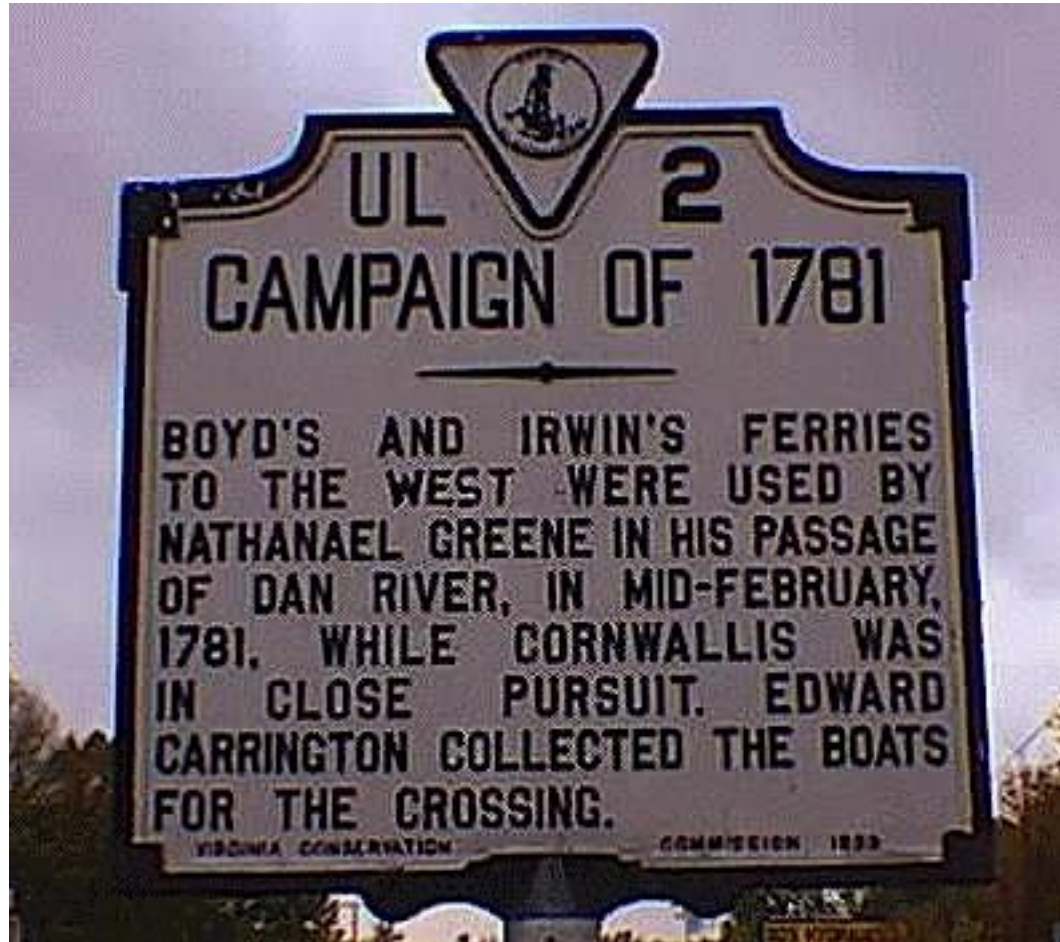 UL 2
CAMPAIGN OF 1781
BOYD'S AND IRWIN'S FERRIES
TO THE WEST WERE USED BY
NATHANAEL GREENE IN HIS PASSAGE
OF DAN RIVER, IN MID-FEBRUARY,
1781, WHILE CORNWALLIS WAS
IN CLOSE PURSUIT. EDWARD
CARRINGTON COLLECTED THE BOATS
FOR THE CROSSING.
VIRGINIA CONSERVATION COMMISSION